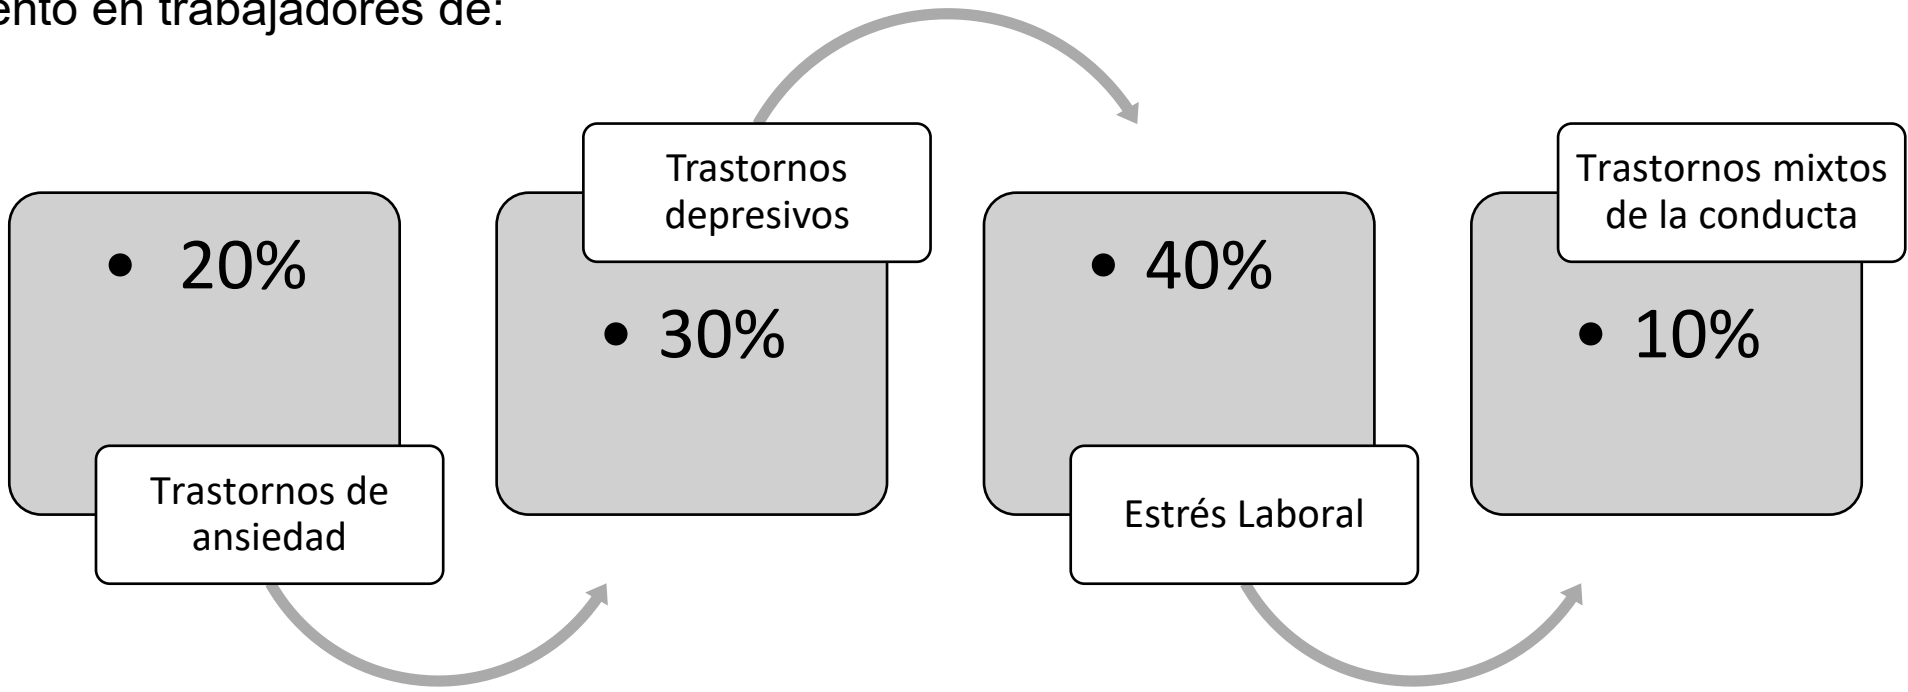 ento en trabajadores de:
• 20%
Trastornos de
ansiedad
Trastornos
depresivos
• 30%
• 40%
Estrés Laboral
Trastornos mixtos
de la conducta
• 10%